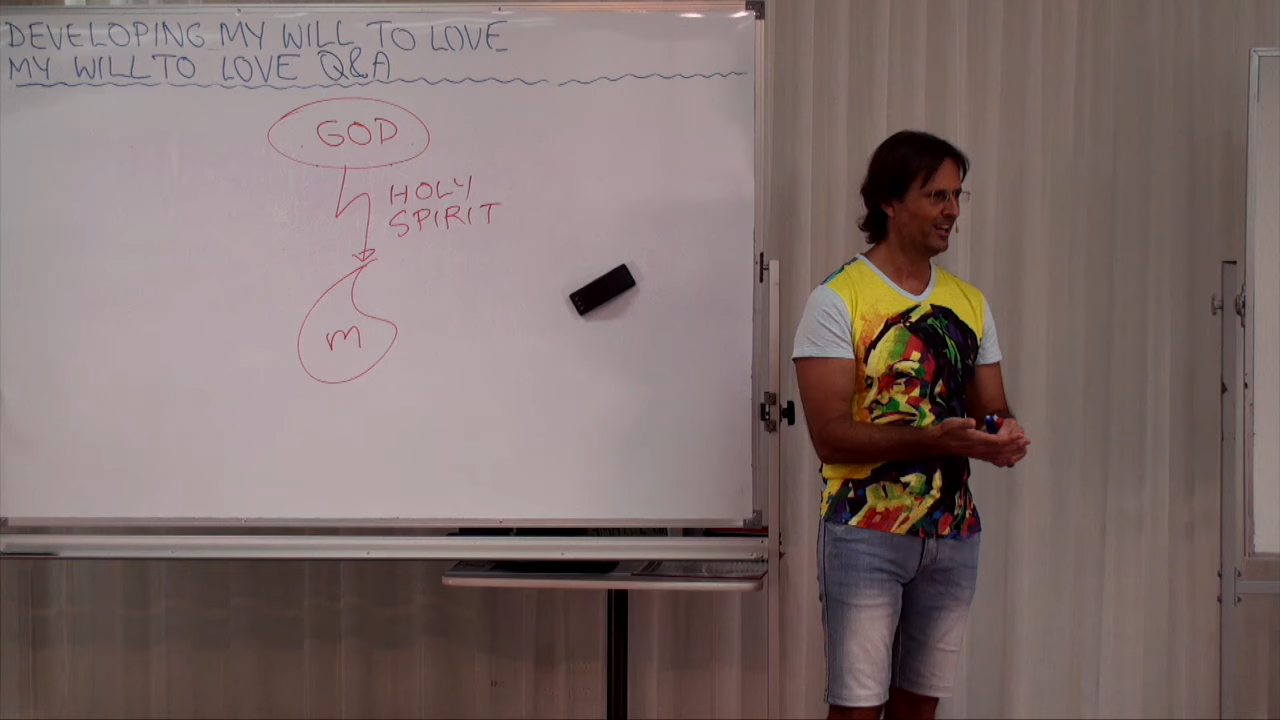 DEVELOPING MY WILL TO LOVE
MY WILL TO LOVE Q&A
GOD
HOLY
SPIRIT
m